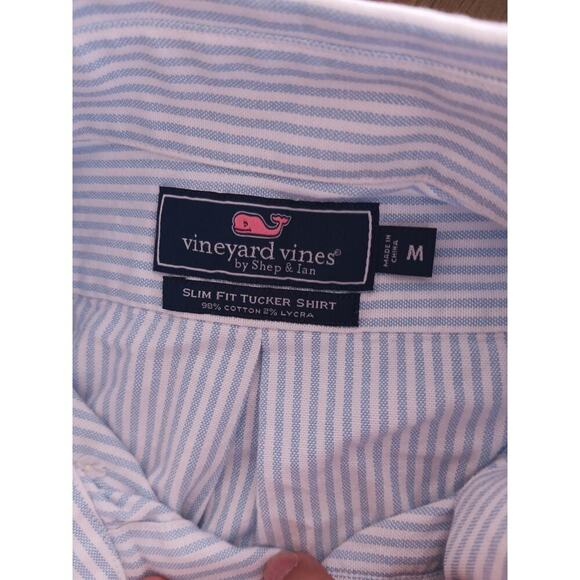 vineyard vines®
by Shep & Ian
SLIM FIT TUCKER SHIRT
98% COTTON 2% LYCRA
MADE IN
CHINA
M